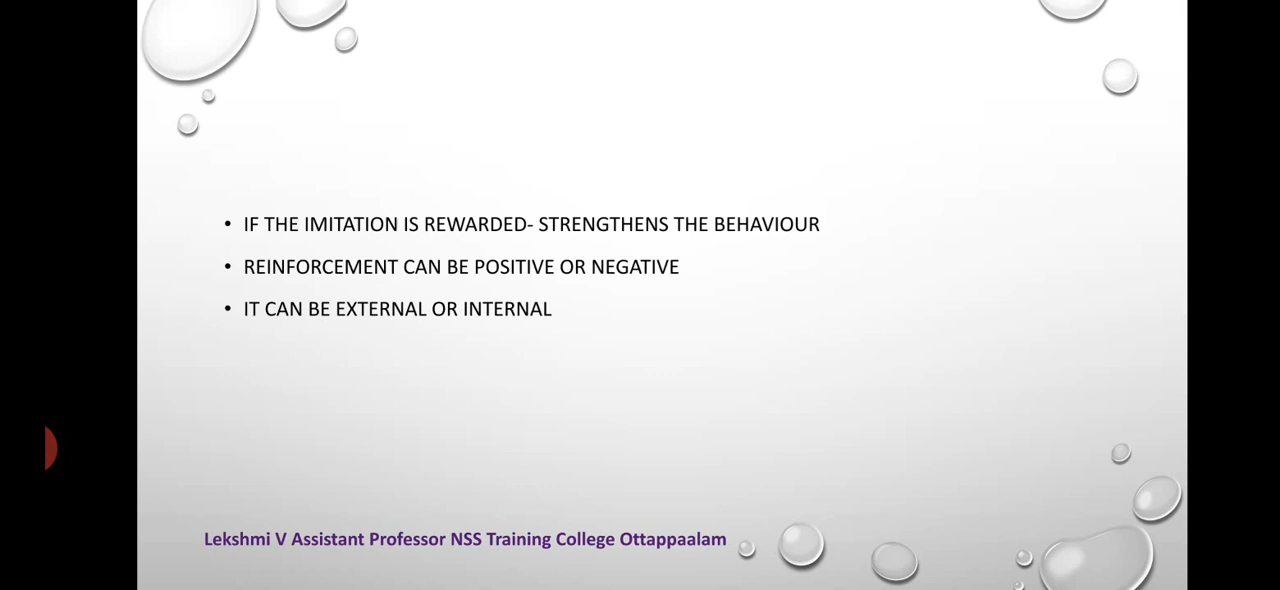 • IF THE IMITATION IS REWARDED- STRENGTHENS THE BEHAVIOUR
• REINFORCEMENT CAN BE POSITIVE OR NEGATIVE
• IT CAN BE EXTERNAL OR INTERNAL
Lekshmi V Assistant Professor NSS Training College Ottappaalam